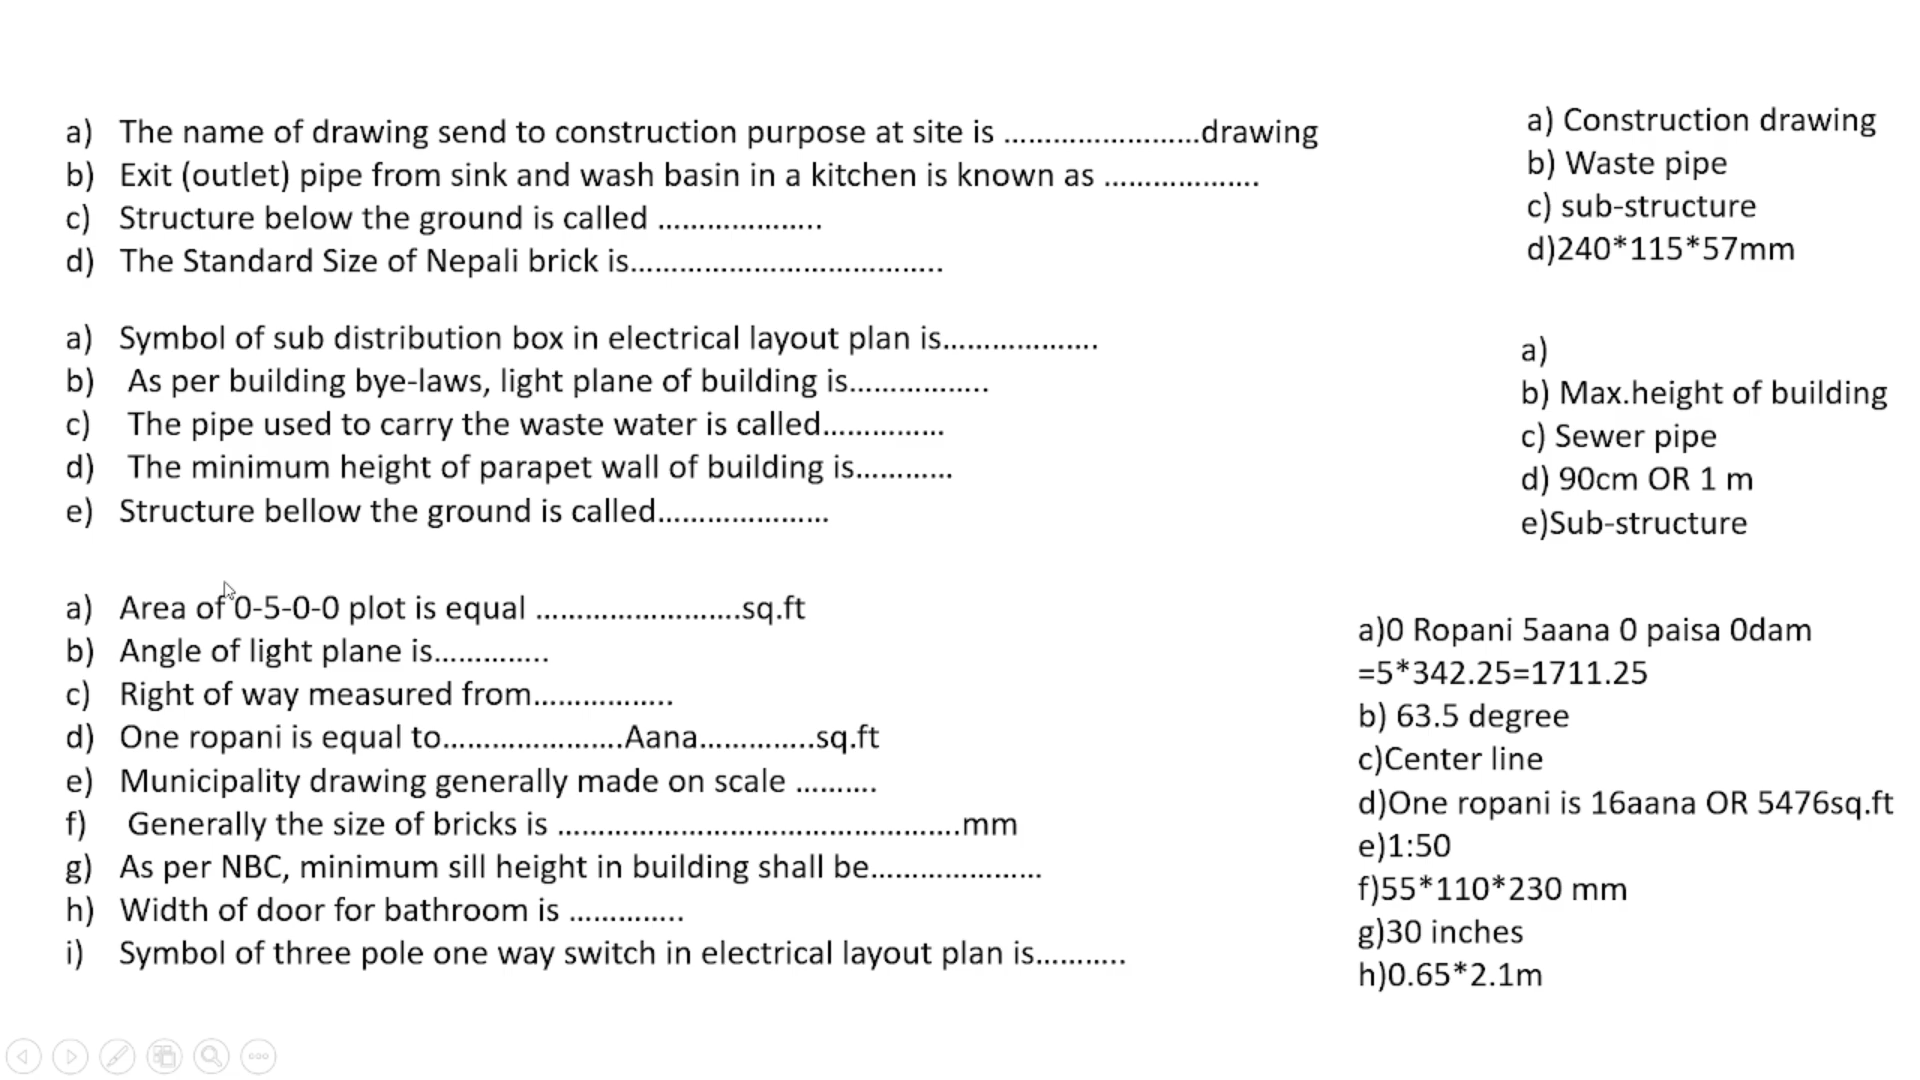 a) The name of drawing send to construction purpose at site is ........................drawing
b) Exit (outlet) pipe from sink and wash basin in a kitchen is known as ...................
c) Structure below the ground is called ....................
d) The Standard Size of Nepali brick is......................................
a) Construction drawing
b) Waste pipe
c) sub-structure
d)240*115*57mm
a) Symbol of sub distribution box in electrical layout plan is...................
b) As per building bye-laws, light plane of building is.................
c) The pipe used to carry the waste water is called...............
d) The minimum height of parapet wall of building is............
e) Structure bellow the ground is called.....................
a)
b) Max.height of building
c) Sewer pipe
d) 90cm OR 1 m
e)Sub-structure
a) Area of 0-5-0-0 plot is equal .........................sq.ft
b) Angle of light plane is..............
c) Right of way measured from.................
d) One ropani is equal to......................Aana..............sq.ft
e) Municipality drawing generally made on scale ..........
f) Generally the size of bricks is .................................................mm
g) As per NBC, minimum sill height in building shall be.....................
h) Width of door for bathroom is ..............
i) Symbol of three pole one way switch in electrical layout plan is...........
a)0 Ropani 5aana 0 paisa 0dam
=5*342.25=1711.25
b) 63.5 degree
c)Center line
d)One ropani is 16aana OR 5476sq.ft
e)1:50
f)55*110*230 mm
g)30 inches
h)0.65*2.1m